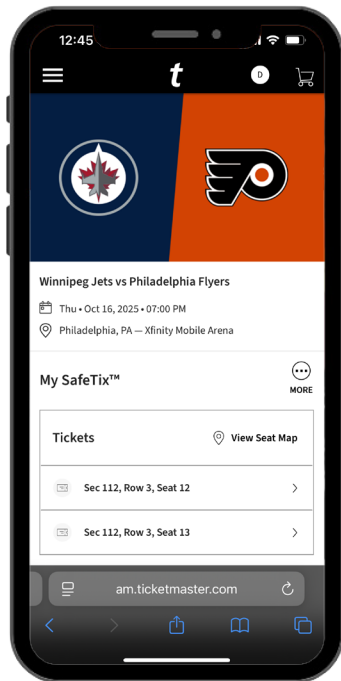 12:45
t
D
Winnipeg Jets vs Philadelphia Flyers
Thu • Oct 16, 2025 • 07:00 PM
Philadelphia, PA — Xfinity Mobile Arena
My SafeTix™
MORE
Tickets
View Seat Map
Sec 112, Row 3, Seat 12
Sec 112, Row 3, Seat 13
am.ticketmaster.com